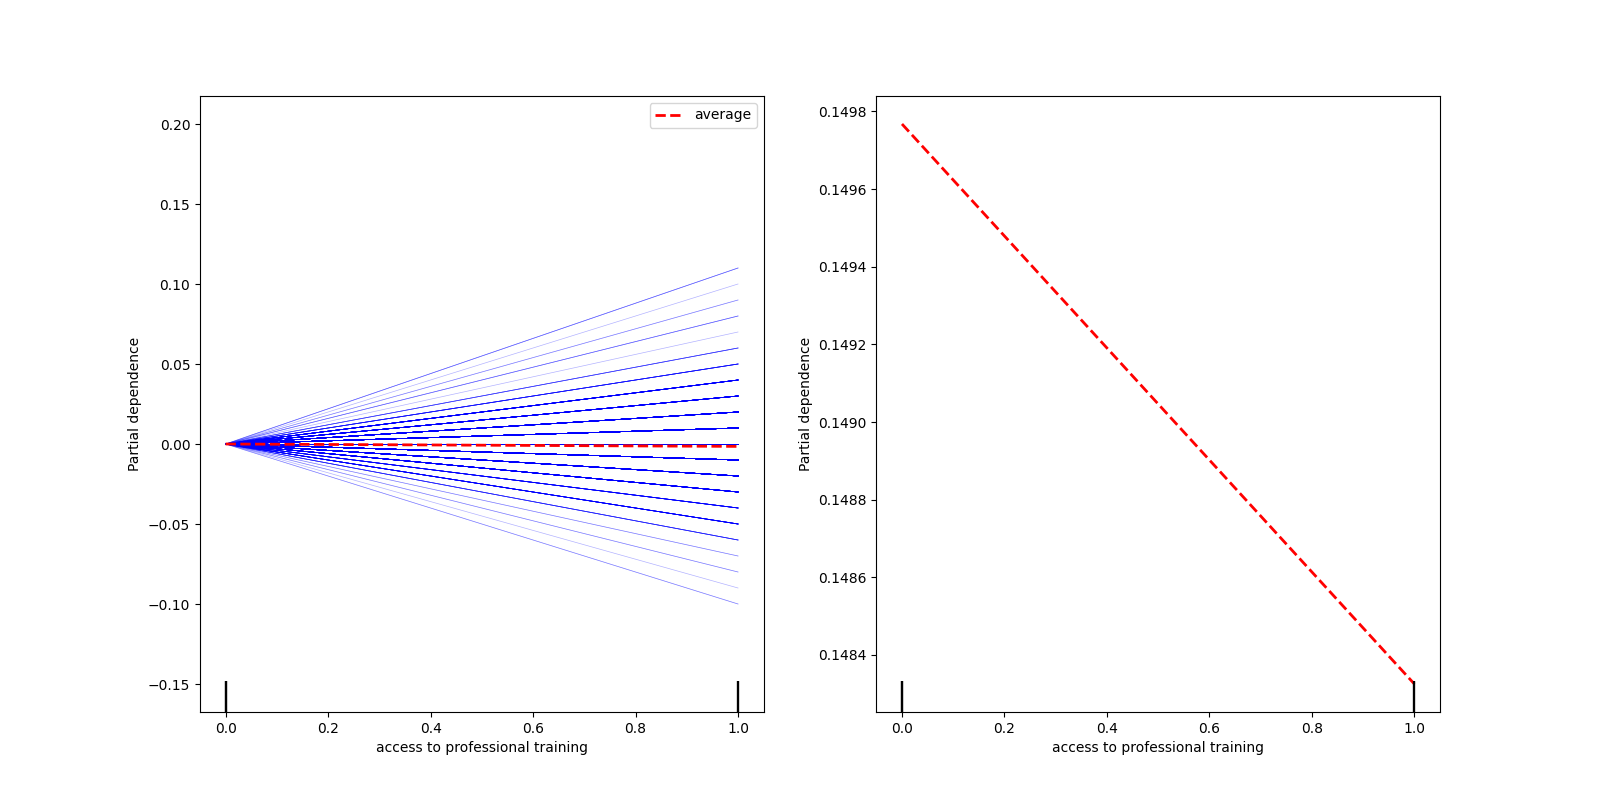 average
0.20
0.15
0.10
0.05
0.00
−0.05
−0.10
−0.15
Partial dependence
0.0 0.2 0.4 0.6 0.8 1.0
access to professional training
0.1498
0.1496
0.1494
0.1492
0.1490
0.1488
0.1486
0.1484
Partial dependence
0.0 0.2 0.4 0.6 0.8 1.0
access to professional training